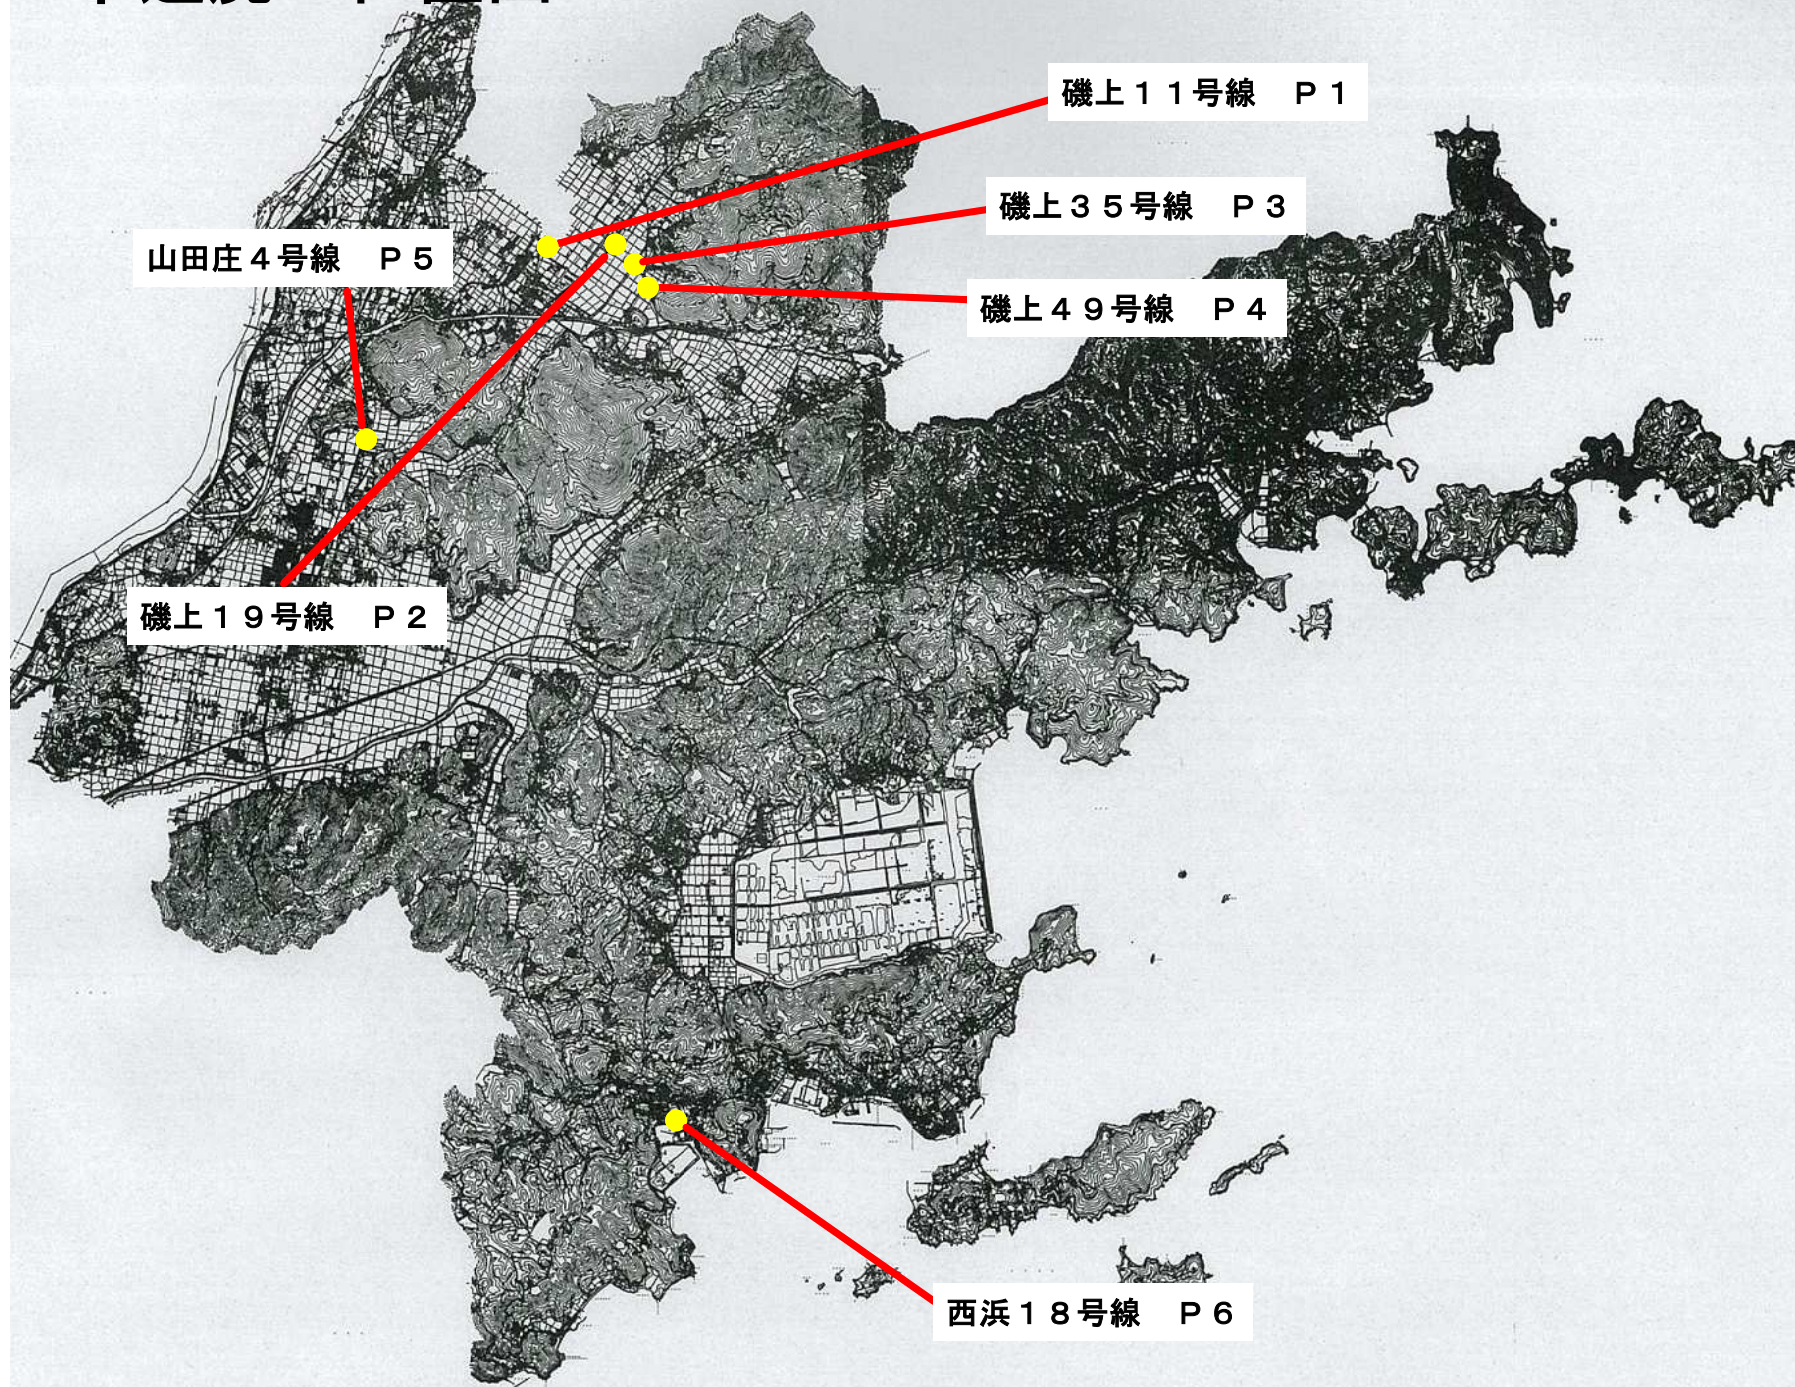 磯上１１号線　Ｐ１
磯上３５号線　Ｐ３
山田庄４号線　Ｐ５
磯上４９号線　Ｐ４
磯上１９号線　Ｐ２
西浜１８号線　Ｐ６